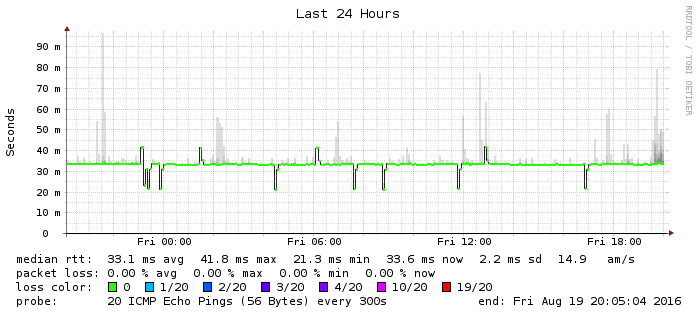 Last 24 Hours
RRDTOOL / TOBI OETIKER
Seconds
90 m
80 m
70 m
60 m
50 m
40 m
30 m
20 m
10 m
0
Fri 00:00 Fri 06:00 Fri 12:00 Fri 18:00
median rtt: 33.1 ms avg 41.8 ms max 21.3 ms min 33.6 ms now 2.2 ms sd 14.9 am/s
packet loss: 0.00 % avg 0.00 % max 0.00 % min 0.00 % now
loss color: 0 1/20 2/20 3/20 4/20 10/20 19/20
probe: 20 ICMP Echo Pings (56 Bytes) every 300s end: Fri Aug 19 20:05:04 2016